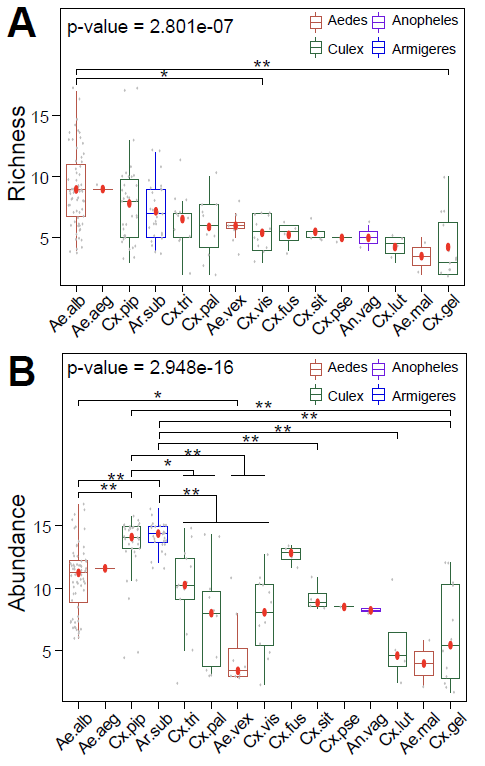 A
p-value = 2.801e-07
Aedes
Anopheles
Culex
Armigeres
**
*
Richness
15
10
5
Ae.alb
Ae.aeg
Cx.pip
Ar.sub
Cx.tri
Cx.pal
Ae.vex
Cx.vis
Cx.fus
Cx.sit
Cx.pse
An.vag
Cx.lut
Ae.mal
Cx.gel
B
p-value = 2.948e-16
Aedes
Anopheles
Culex
Armigeres
*
**
**
**
**
**
*
**
**
**
Abundance
15
10
5
Ae.alb
Ae.aeg
Cx.pip
Ar.sub
Cx.tri
Cx.pal
Ae.vex
Cx.vis
Cx.fus
Cx.sit
Cx.pse
An.vag
Cx.lut
Ae.mal
Cx.gel